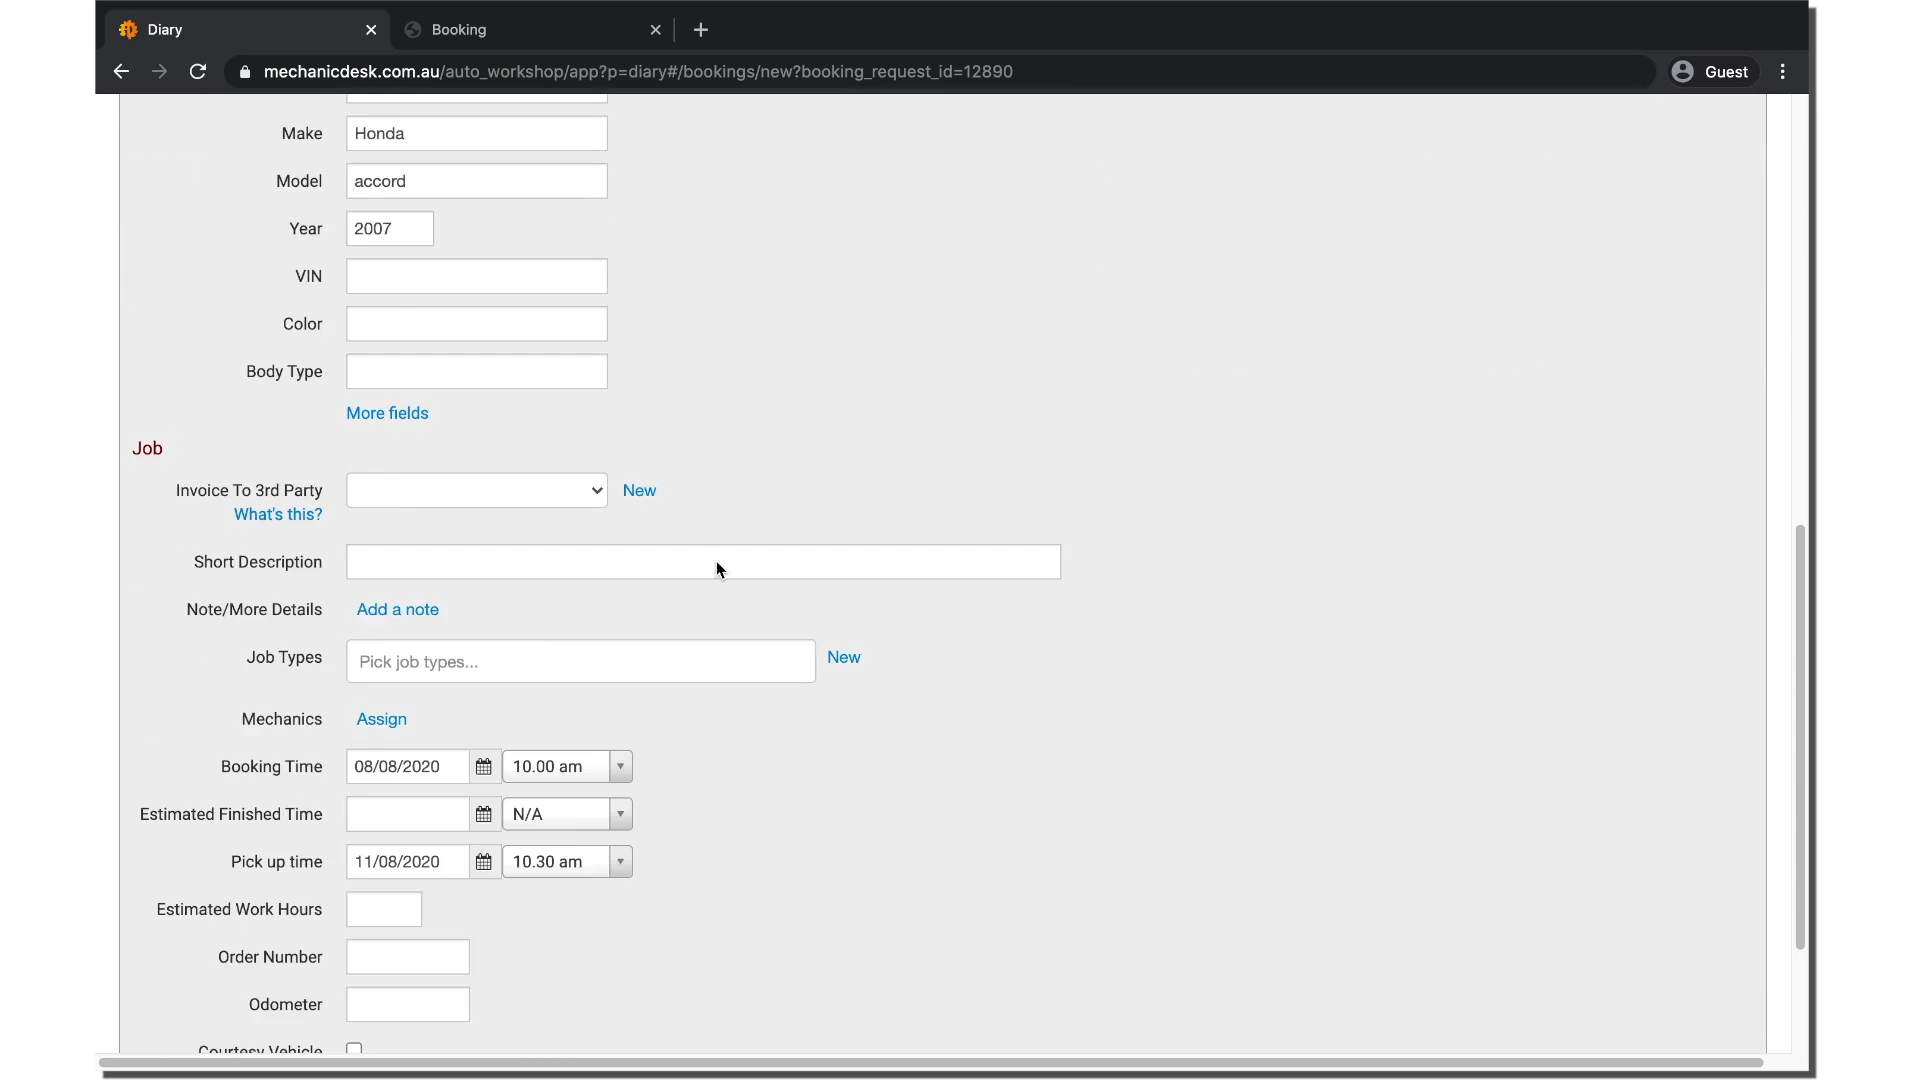 Diary
Booking
mechanicdesk.com.au/auto_workshop/app?p=diary#/bookings/new?booking_request_id=12890
Guest
Make
Honda
Model
accord
Year
2007
VIN
Color
Body Type
More fields
Job
Invoice To 3rd Party
New
What's this?
Short Description
Note/More Details
Add a note
Job Types
Pick job types...
New
Mechanics
Assign
Booking Time
08/08/2020
10.00 am
Estimated Finished Time
N/A
Pick up time
11/08/2020
10.30 am
Estimated Work Hours
Order Number
Odometer
Courtesy Vehicle